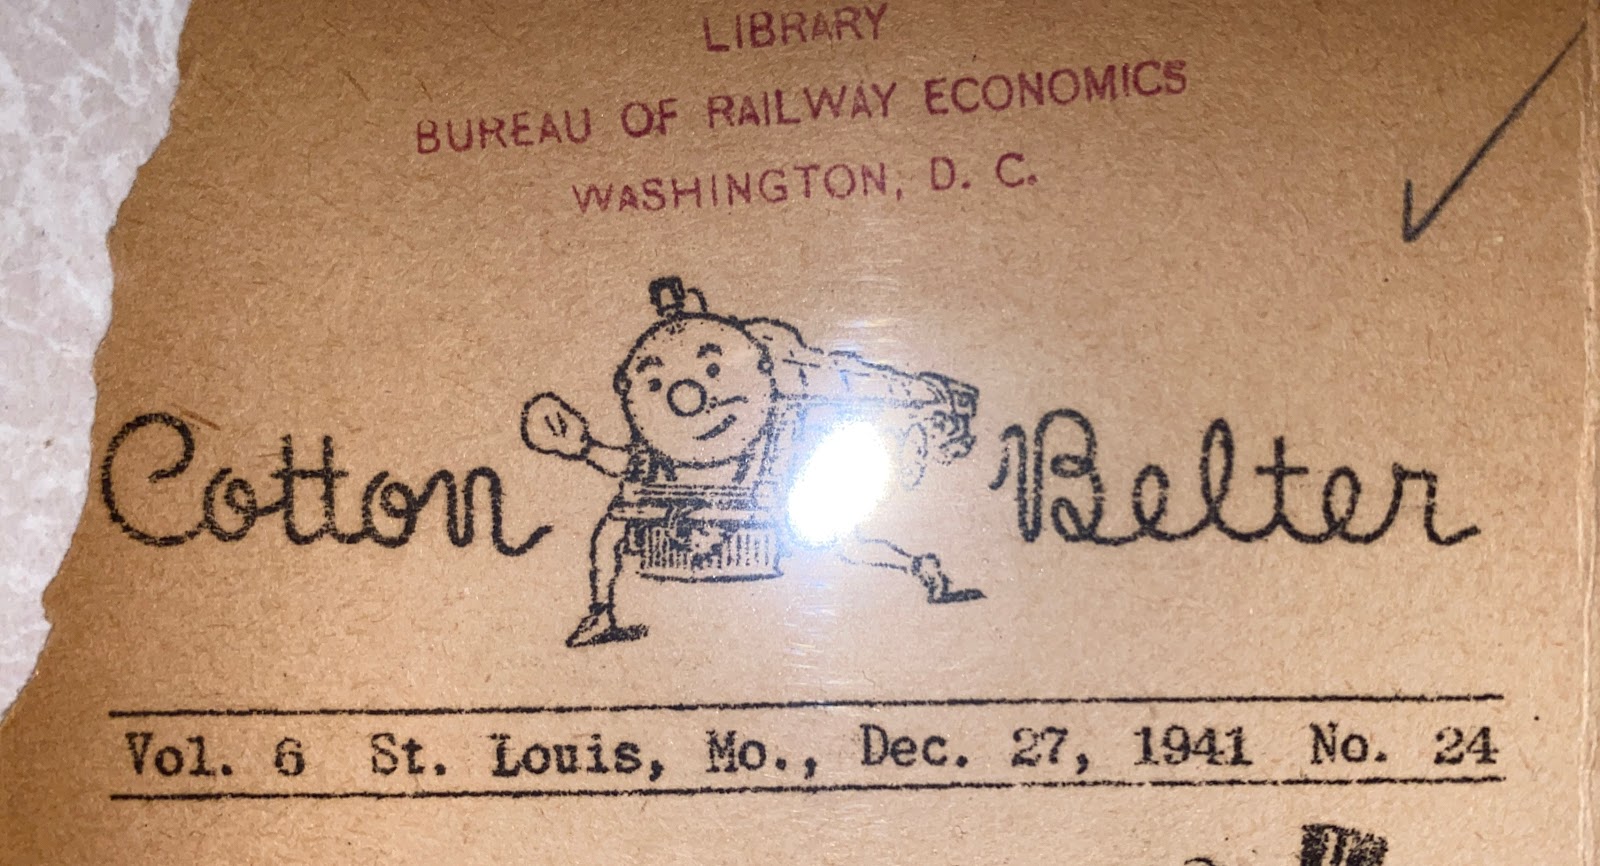 LIBRARY
BUREAU OF RAILWAY ECONOMICS
WASHINGTON, D. C.
Cotton Belter
Vol. 6 St. Louis, Mo., Dec. 27, 1941 No. 24